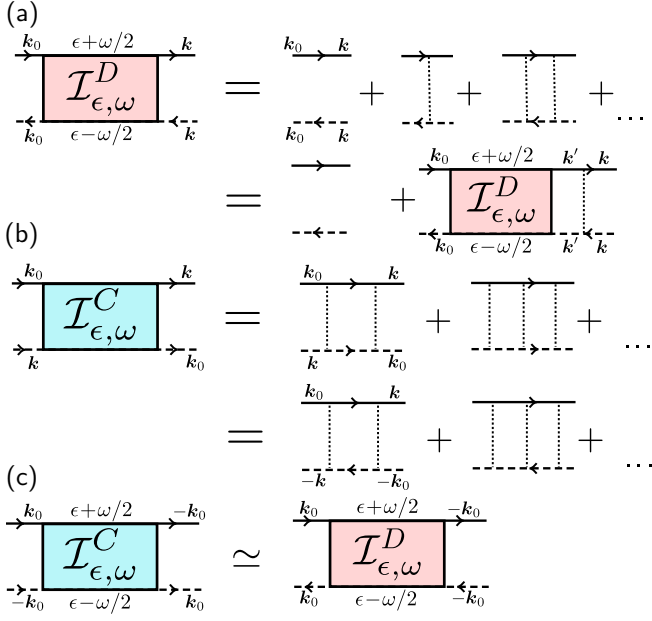 (a)
k₀ ϵ+ω/2 k k₀ k
𝓘^D_{ϵ,ω} = + + + ...
k₀ ϵ−ω/2 k k₀ k
k₀ ϵ+ω/2 k′ k
= + 𝓘^D_{ϵ,ω}
k₀ ϵ−ω/2 k′ k
(b)
k₀ k k₀ k
𝓘^C_{ϵ,ω} = + + ...
k k₀ k k₀
k₀ k
= + + ...
−k −k₀
(c)
k₀ ϵ+ω/2 −k₀ k₀ ϵ+ω/2 −k₀
𝓘^C_{ϵ,ω} ≃ 𝓘^D_{ϵ,ω}
−k₀ ϵ−ω/2 k₀ k₀ ϵ−ω/2 −k₀